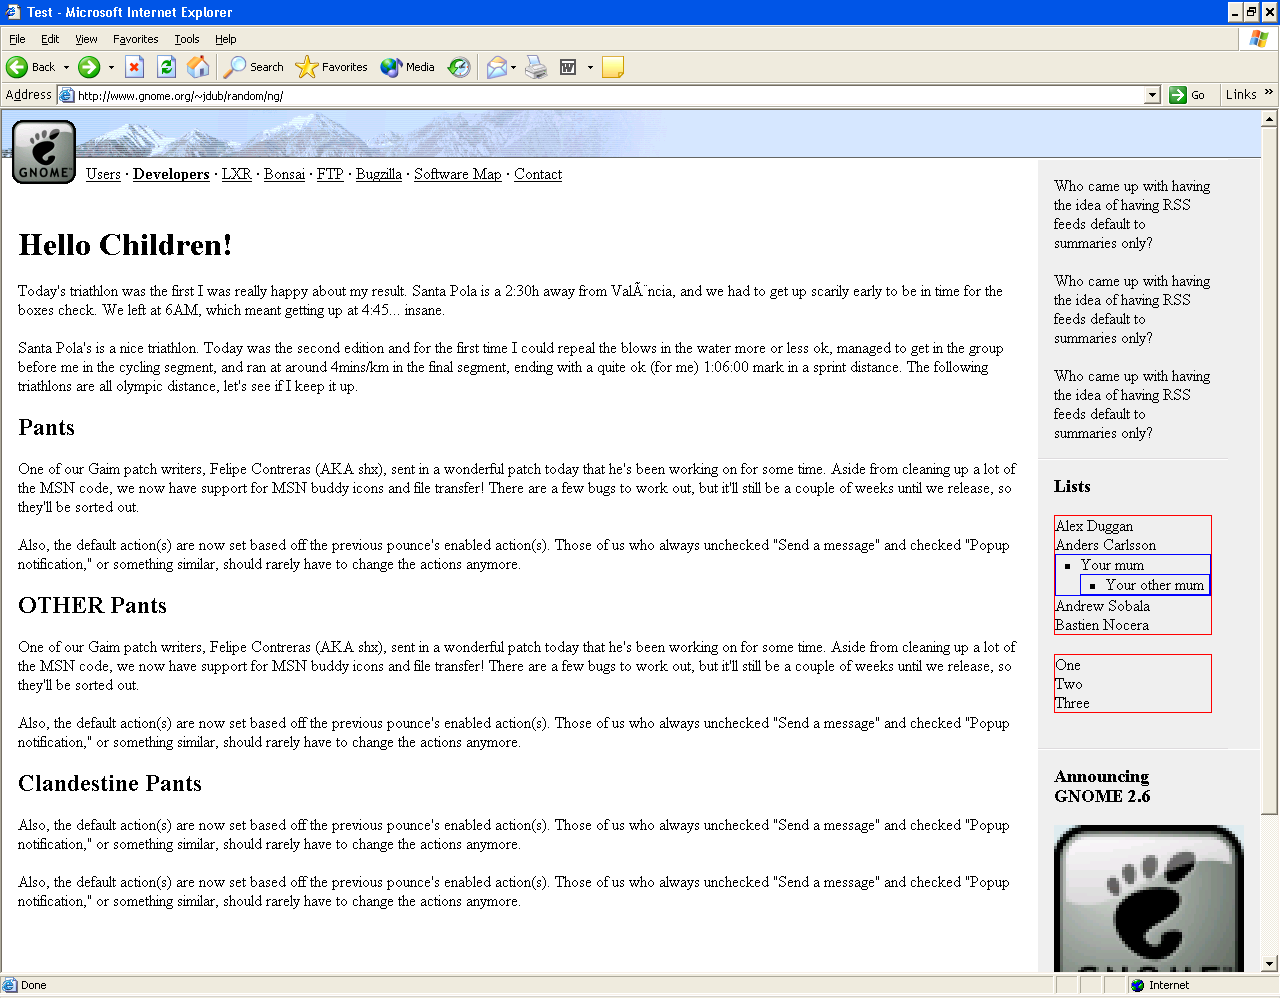 Test - Microsoft Internet Explorer
File Edit View Favorites Tools Help
Back Search Favorites Media
Address http://www.gnome.org/~jdub/random/ng/ Go Links »
GNOME™
Users · Developers · LXR · Bonsai · FTP · Bugzilla · Software Map · Contact
Hello Children!
Today's triathlon was the first I was really happy about my result. Santa Pola is a 2:30h away from ValÃ¨ncia, and we had to get up scarily early to be in time for the
boxes check. We left at 6AM, which meant getting up at 4:45... insane.
Santa Pola's is a nice triathlon. Today was the second edition and for the first time I could repeal the blows in the water more or less ok, managed to get in the group
before me in the cycling segment, and ran at around 4mins/km in the final segment, ending with a quite ok (for me) 1:06:00 mark in a sprint distance. The following
triathlons are all olympic distance, let's see if I keep it up.
Pants
One of our Gaim patch writers, Felipe Contreras (AKA shx), sent in a wonderful patch today that he's been working on for some time. Aside from cleaning up a lot of
the MSN code, we now have support for MSN buddy icons and file transfer! There are a few bugs to work out, but it'll still be a couple of weeks until we release, so
they'll be sorted out.
Also, the default action(s) are now set based off the previous pounce's enabled action(s). Those of us who always unchecked "Send a message" and checked "Popup
notification," or something similar, should rarely have to change the actions anymore.
OTHER Pants
One of our Gaim patch writers, Felipe Contreras (AKA shx), sent in a wonderful patch today that he's been working on for some time. Aside from cleaning up a lot of
the MSN code, we now have support for MSN buddy icons and file transfer! There are a few bugs to work out, but it'll still be a couple of weeks until we release, so
they'll be sorted out.
Also, the default action(s) are now set based off the previous pounce's enabled action(s). Those of us who always unchecked "Send a message" and checked "Popup
notification," or something similar, should rarely have to change the actions anymore.
Clandestine Pants
Also, the default action(s) are now set based off the previous pounce's enabled action(s). Those of us who always unchecked "Send a message" and checked "Popup
notification," or something similar, should rarely have to change the actions anymore.
Also, the default action(s) are now set based off the previous pounce's enabled action(s). Those of us who always unchecked "Send a message" and checked "Popup
notification," or something similar, should rarely have to change the actions anymore.
Who came up with having
the idea of having RSS
feeds default to
summaries only?
Who came up with having
the idea of having RSS
feeds default to
summaries only?
Who came up with having
the idea of having RSS
feeds default to
summaries only?
Lists
Alex Duggan
Anders Carlsson
Your mum
Your other mum
Andrew Sobala
Bastien Nocera
One
Two
Three
Announcing
GNOME 2.6
GNOME
Done Internet